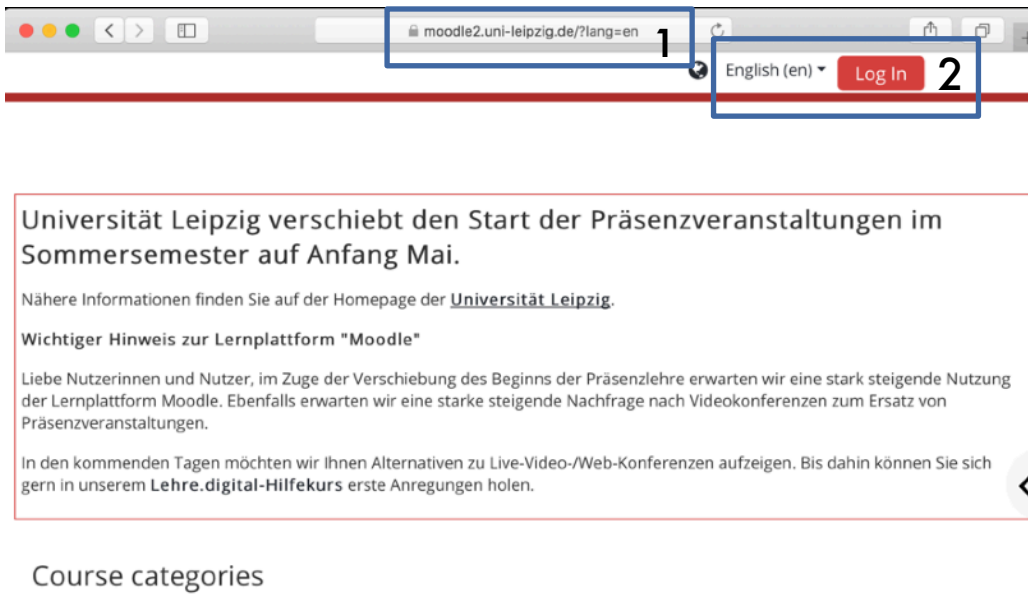 moodle2.uni-leipzig.de/?lang=en
1
English (en)
Log In
2
Universität Leipzig verschiebt den Start der Präsenzveranstaltungen im
Sommersemester auf Anfang Mai.
Nähere Informationen finden Sie auf der Homepage der Universität Leipzig.
Wichtiger Hinweis zur Lernplattform "Moodle"
Liebe Nutzerinnen und Nutzer, im Zuge der Verschiebung des Beginns der Präsenzlehre erwarten wir eine stark steigende Nutzung
der Lernplattform Moodle. Ebenfalls erwarten wir eine starke steigende Nachfrage nach Videokonferenzen zum Ersatz von
Präsenzveranstaltungen.
In den kommenden Tagen möchten wir Ihnen Alternativen zu Live-Video-/Web-Konferenzen aufzeigen. Bis dahin können Sie sich
gern in unserem Lehre.digital-Hilfekurs erste Anregungen holen.
Course categories